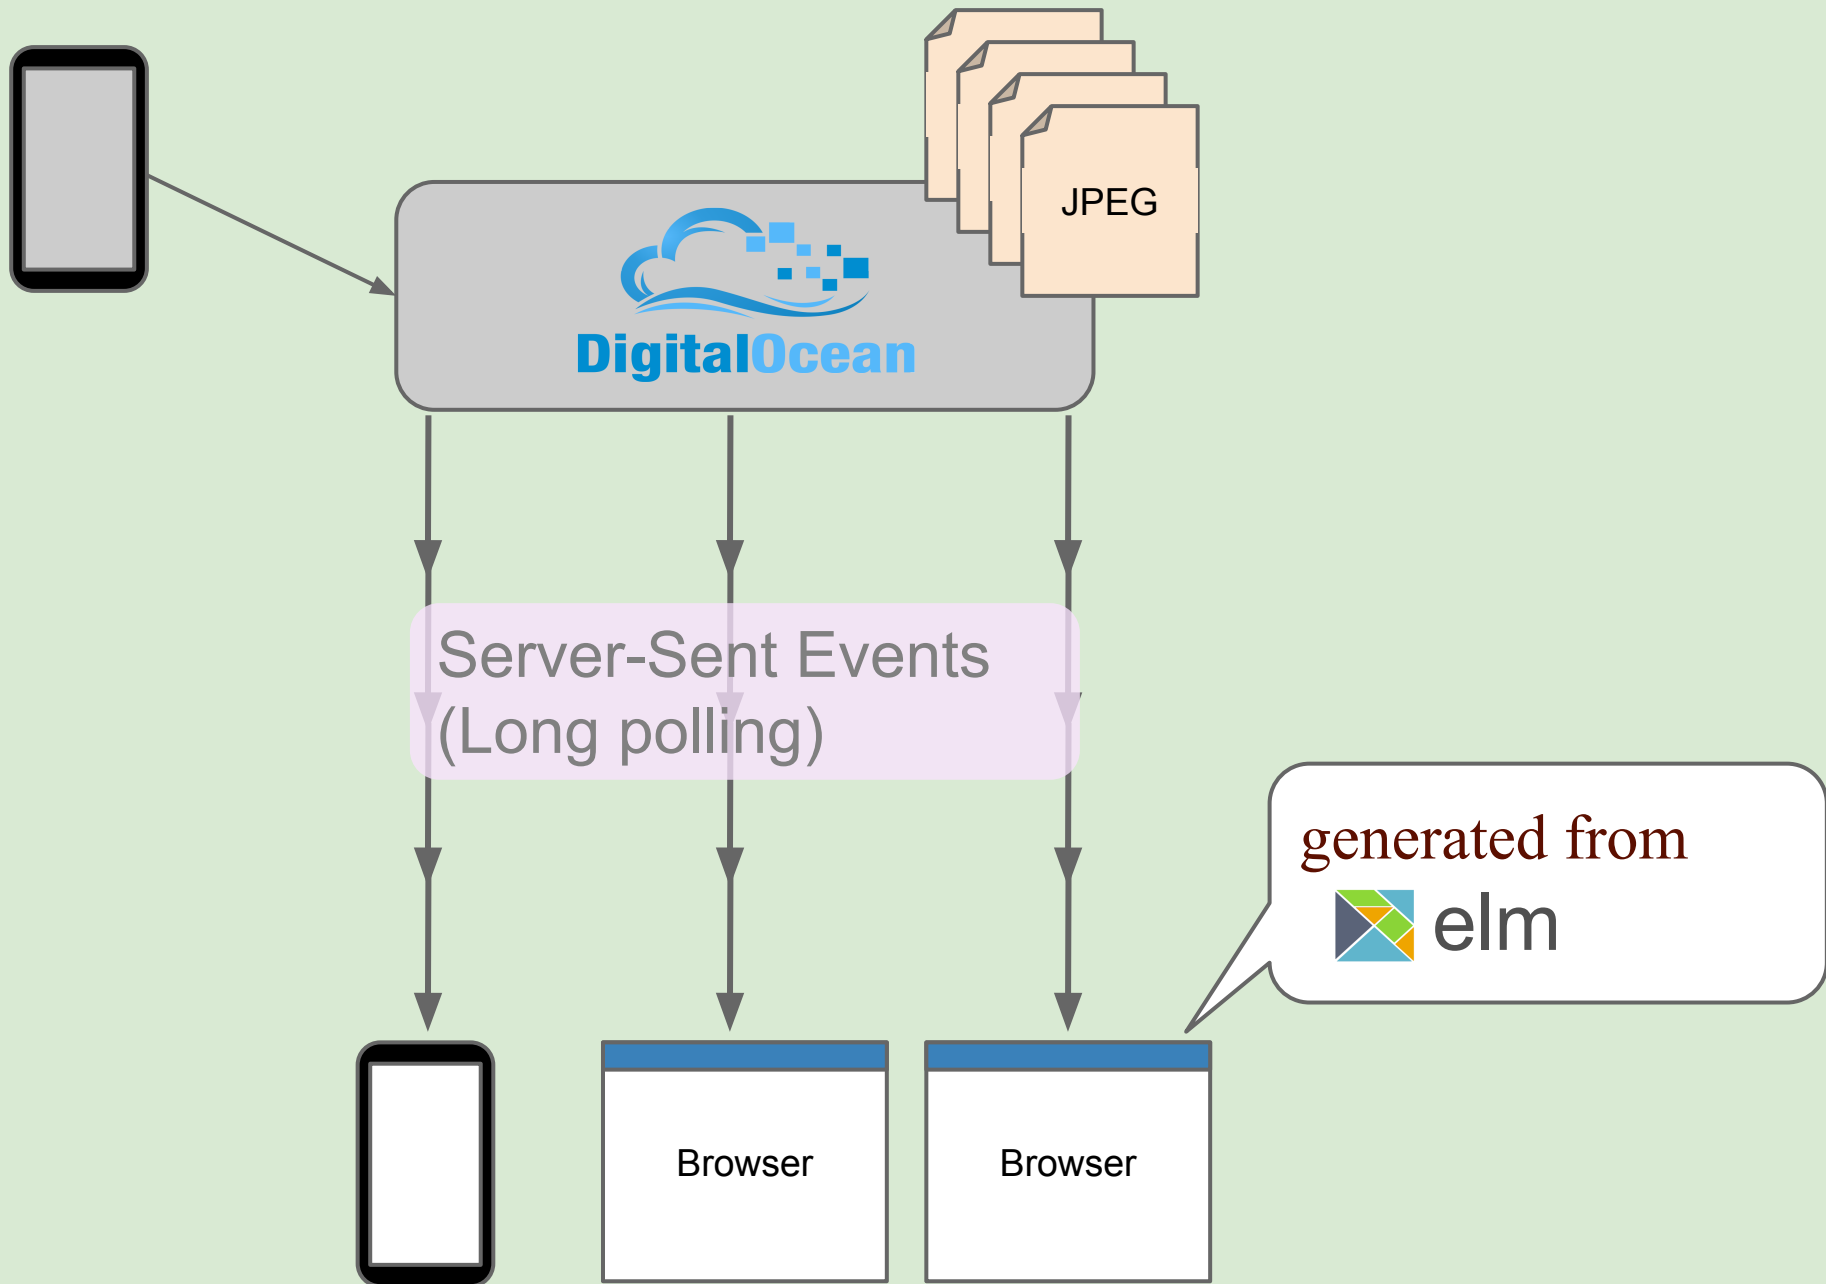 JPEG
DigitalOcean
Server-Sent Events
(Long polling)
generated from
elm
Browser
Browser